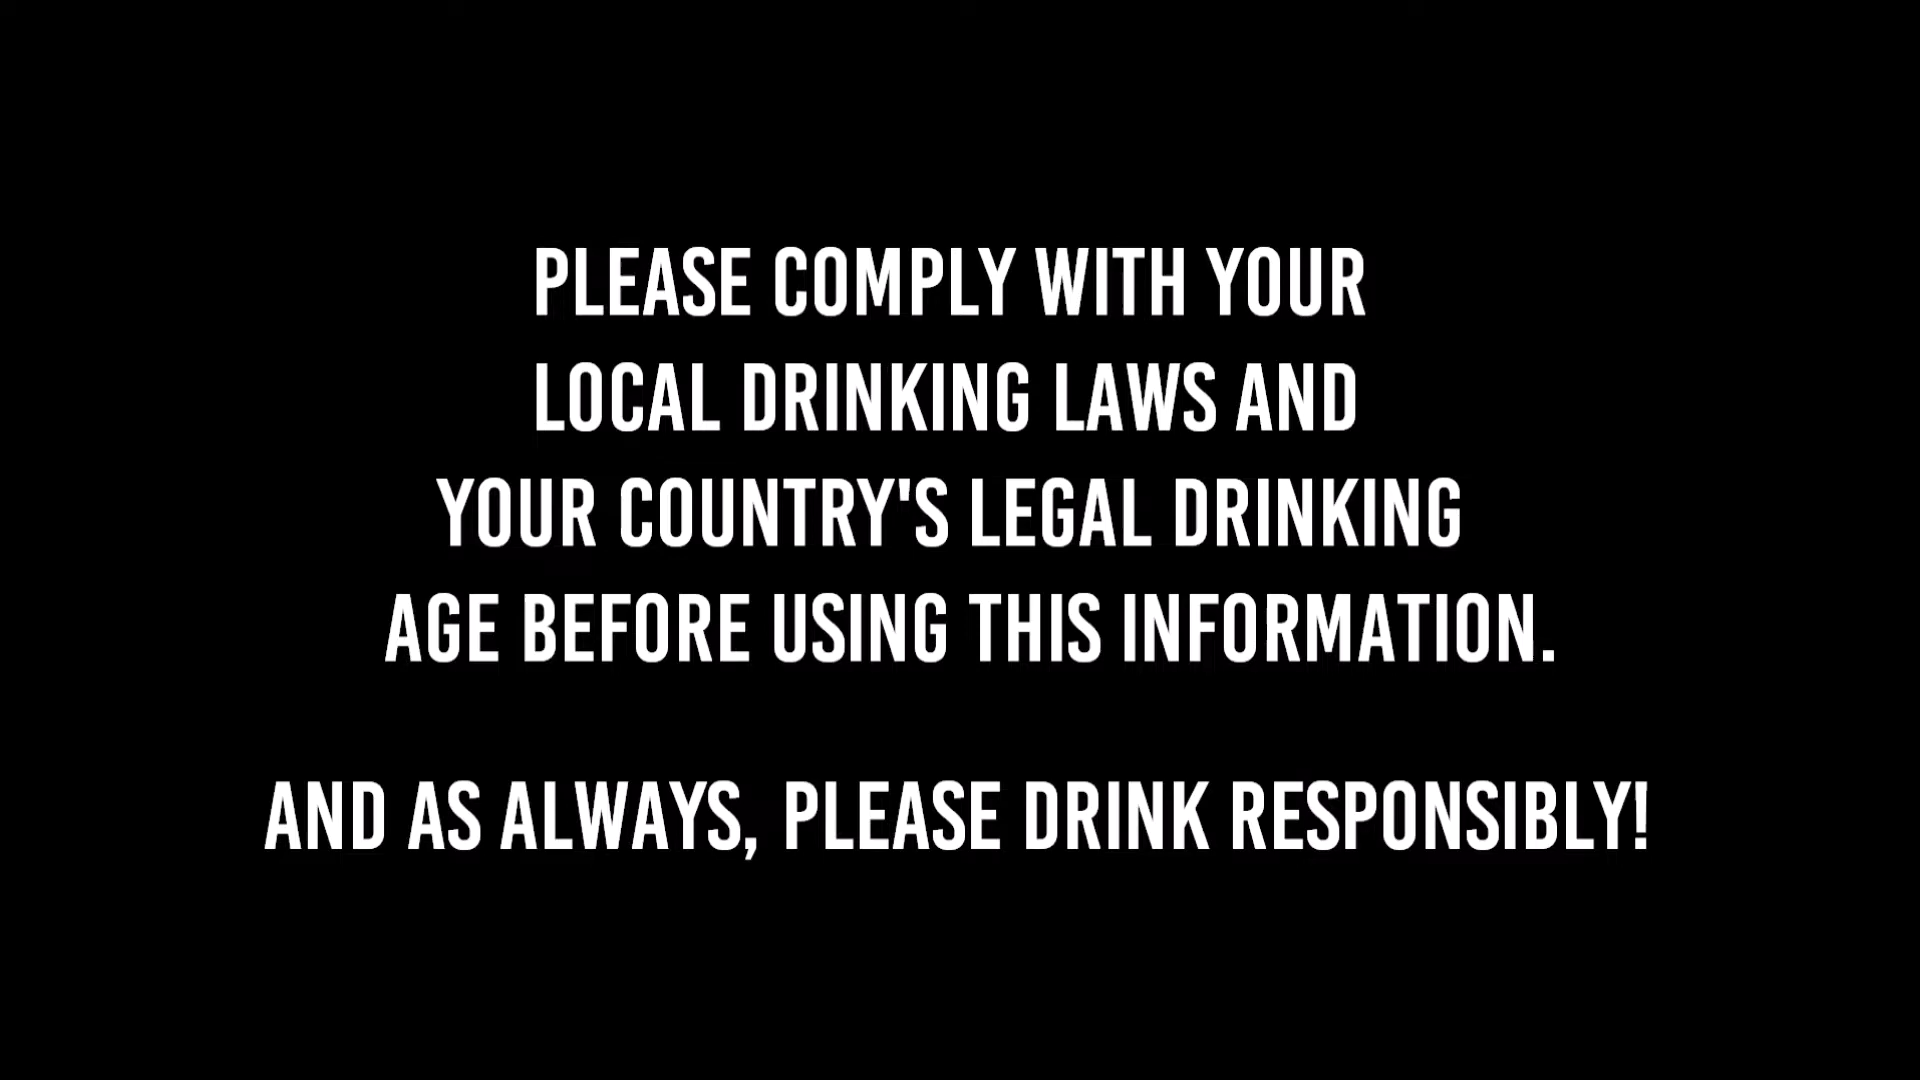 PLEASE COMPLY WITH YOUR
LOCAL DRINKING LAWS AND
YOUR COUNTRY'S LEGAL DRINKING
AGE BEFORE USING THIS INFORMATION.
AND AS ALWAYS, PLEASE DRINK RESPONSIBLY!